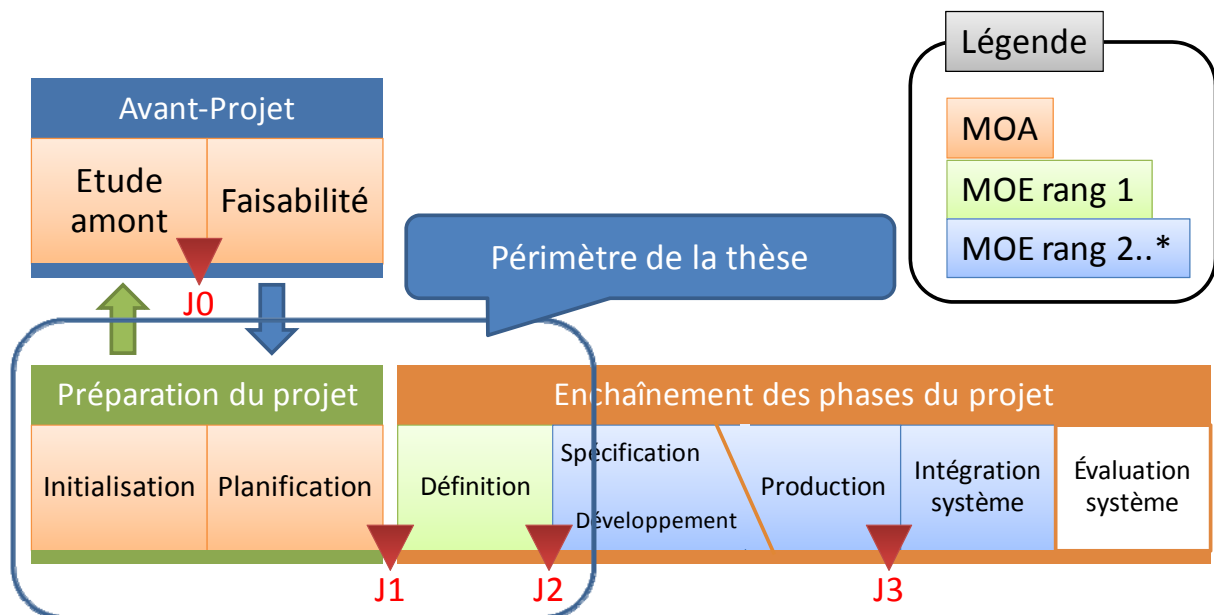 Légende
MOA
MOE rang 1
MOE rang 2..*
Avant-Projet
Etude
amont
Faisabilité
J0
Périmètre de la thèse
Préparation du projet
Initialisation
Planification
J1
Enchaînement des phases du projet
Définition
J2
Spécification
Développement
Production
J3
Intégration
système
Évaluation
système